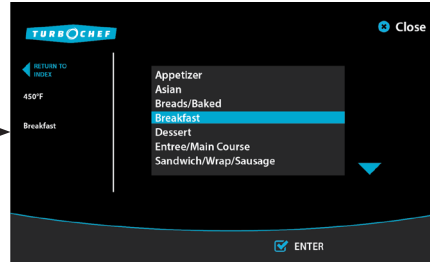 TURBOCHEF
Close
RETURN TO
INDEX
450°F
Breakfast
Appetizer
Asian
Breads/Baked
Breakfast
Dessert
Entree/Main Course
Sandwich/Wrap/Sausage
ENTER